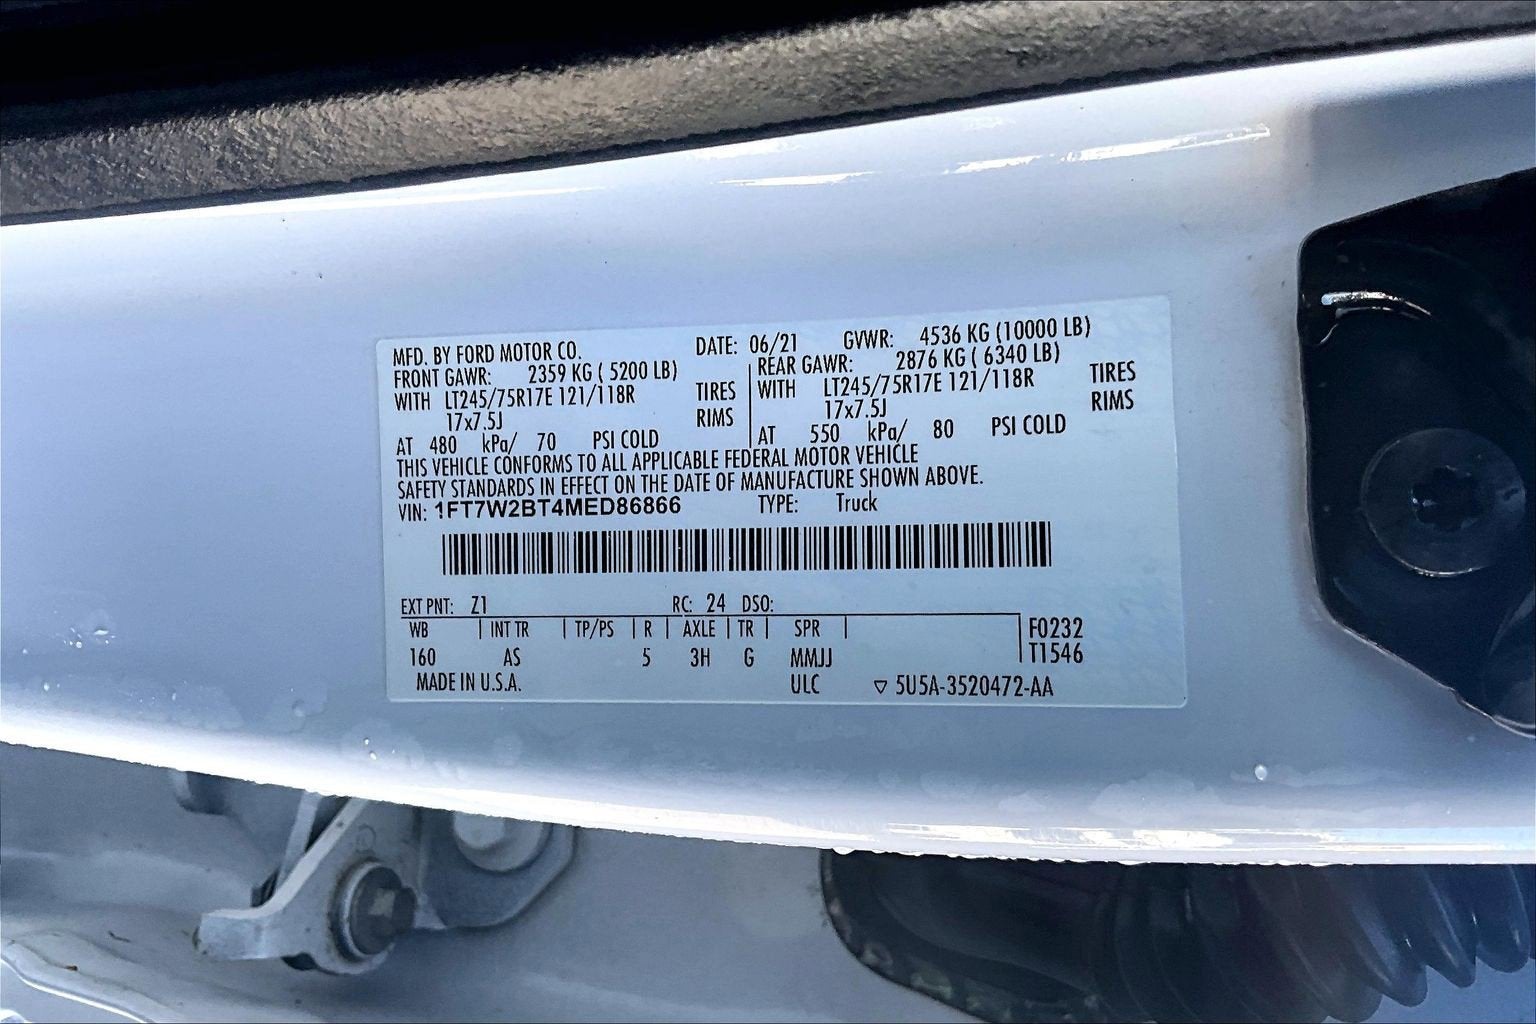 MFD. BY FORD MOTOR CO. DATE: 06/21 GVWR: 4536 KG (10000 LB)
FRONT GAWR: 2359 KG ( 5200 LB) REAR GAWR: 2876 KG ( 6340 LB)
WITH LT245/75R17E 121/118R TIRES WITH LT245/75R17E 121/118R TIRES
17x7.5J RIMS 17x7.5J RIMS
AT 480 kPa/ 70 PSI COLD AT 550 kPa/ 80 PSI COLD
THIS VEHICLE CONFORMS TO ALL APPLICABLE FEDERAL MOTOR VEHICLE
SAFETY STANDARDS IN EFFECT ON THE DATE OF MANUFACTURE SHOWN ABOVE.
VIN: 1FT7W2BT4MED86866 TYPE: Truck
EXT PNT: Z1 RC: 24 DSO:
WB | INT TR | TP/PS | R | AXLE | TR | SPR | F0232
160 AS 5 3H G MMJJ T1546
MADE IN U.S.A. ULC ▽ 5U5A-3520472-AA